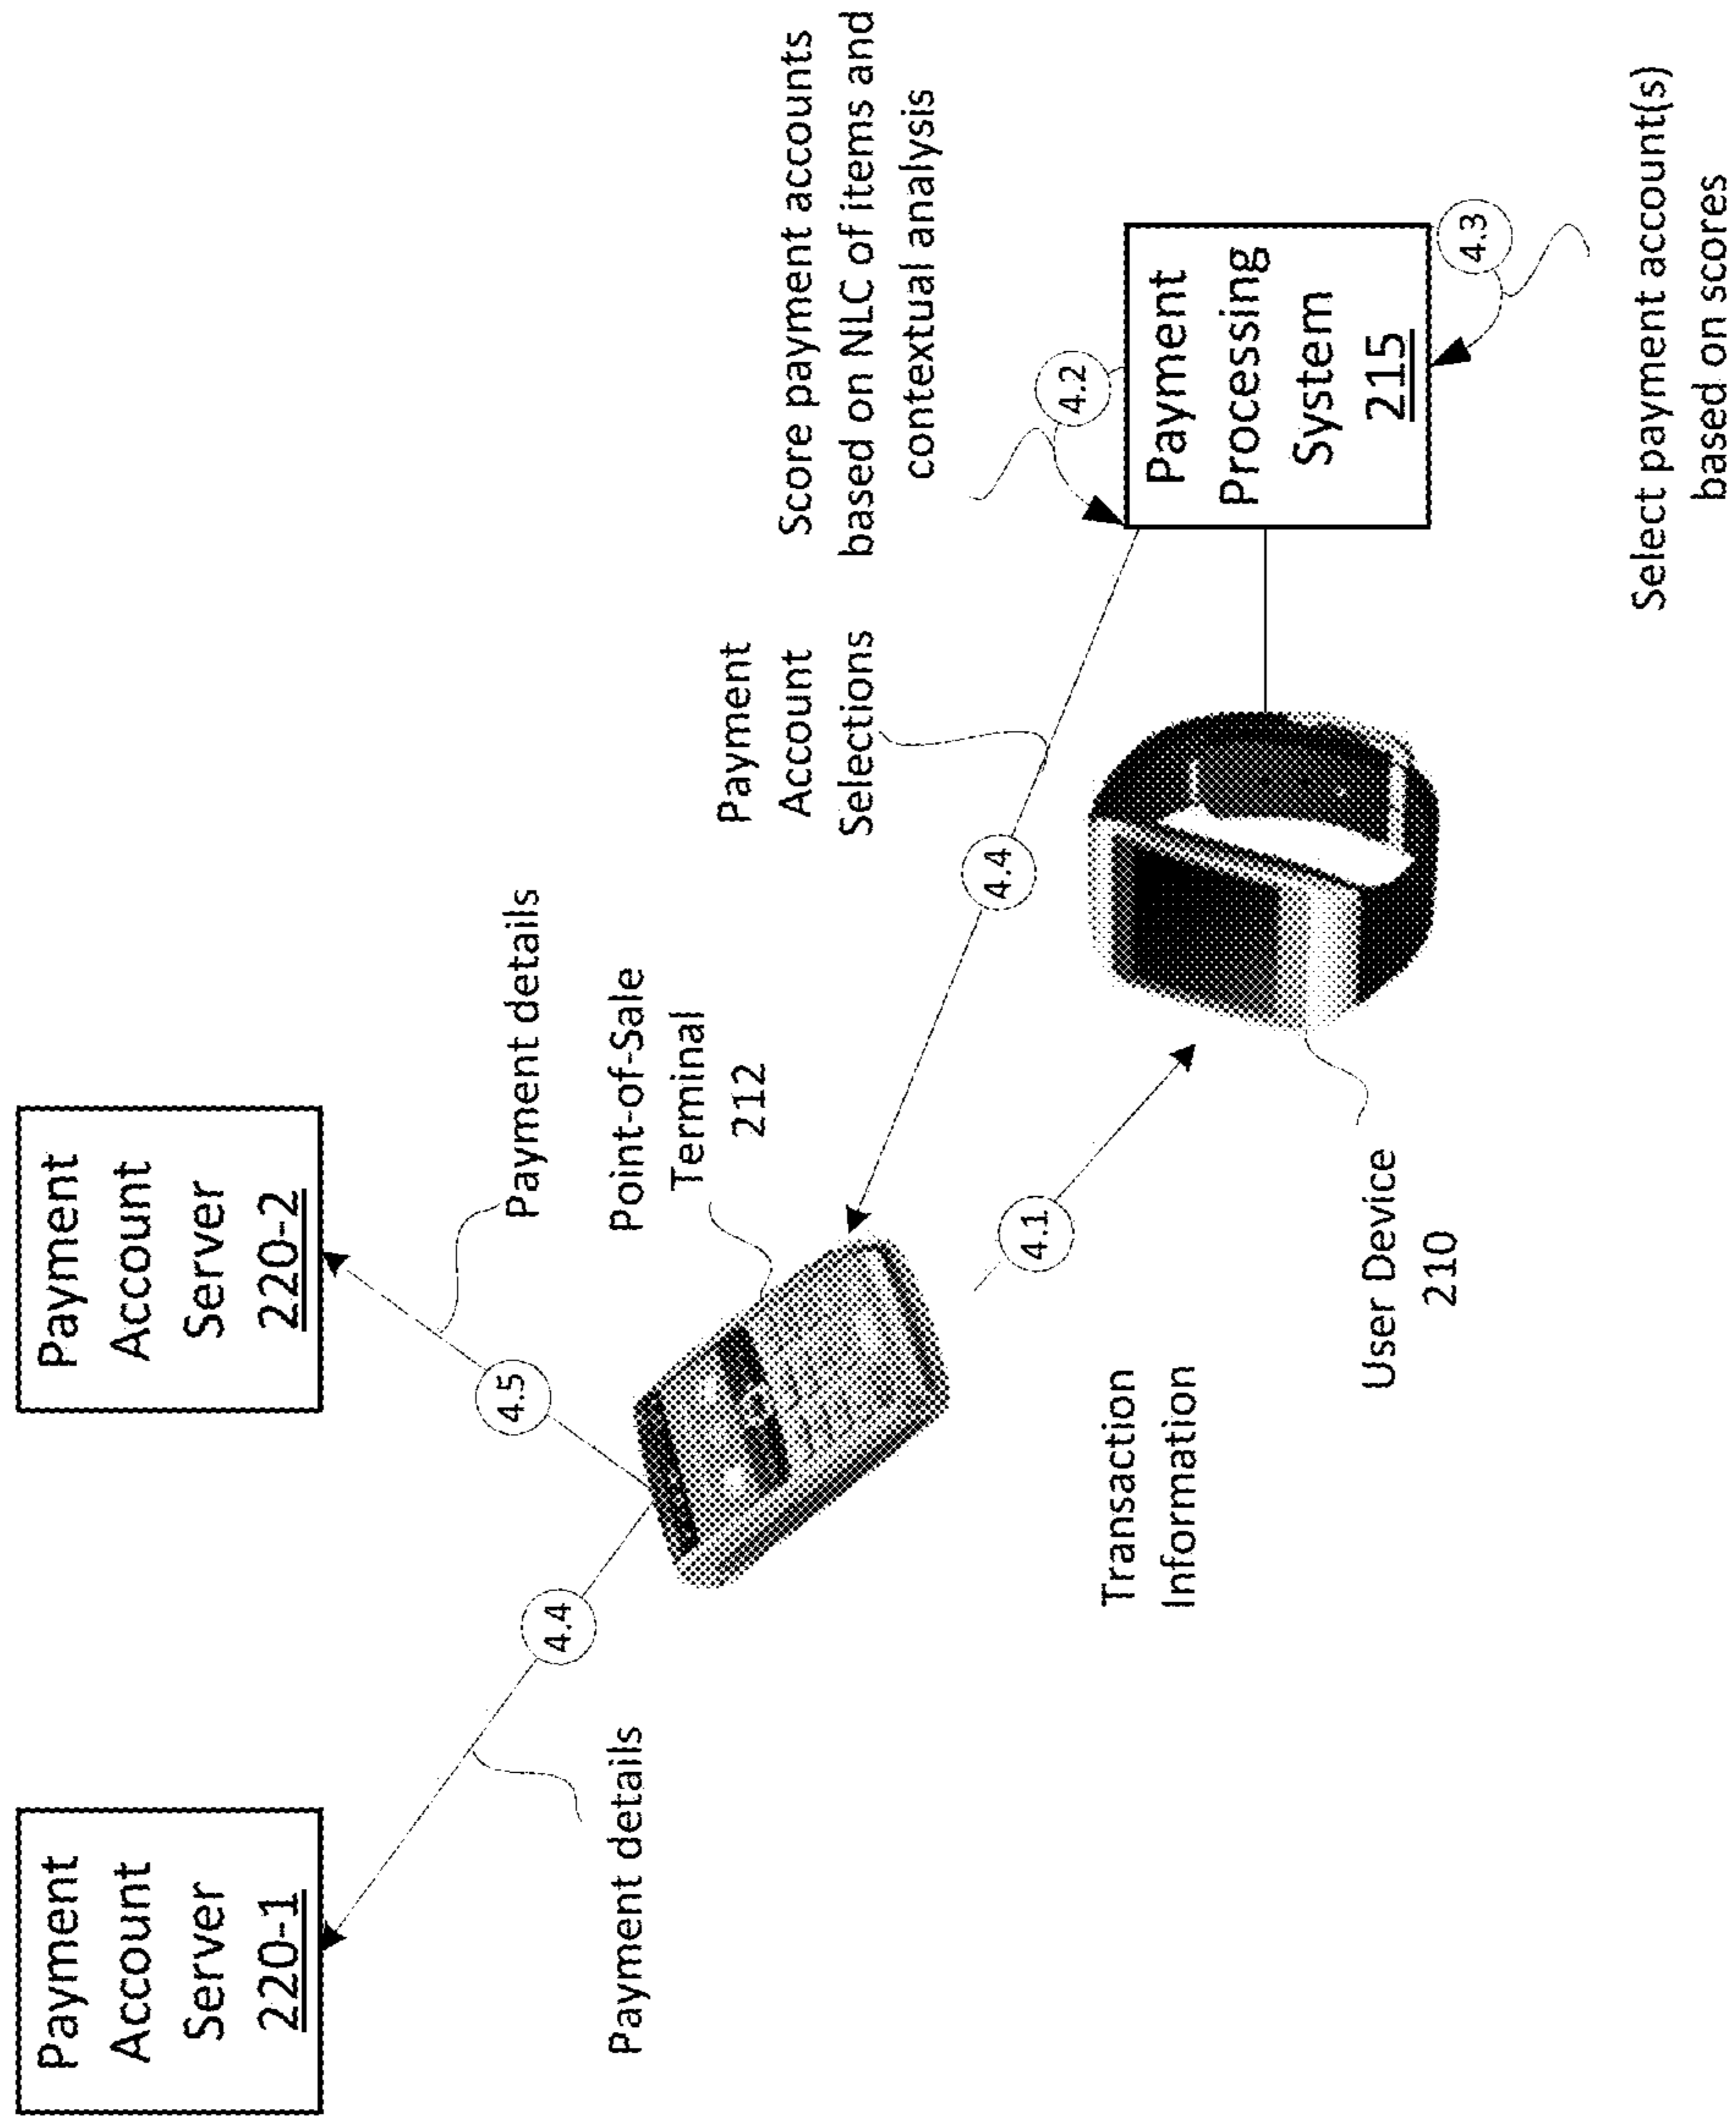 Payment
Account
Server
220-1
Payment
Account
Server
220-2
4.4
4.5
Payment details
Payment details
Point-of-Sale
Terminal
212
Payment
Account
Selections
Score payment accounts
based on NLC of items and
contextual analysis
4.4
4.2
4.1
Transaction
Information
Payment
Processing
System
215
4.3
User Device
210
Select payment account(s)
based on scores